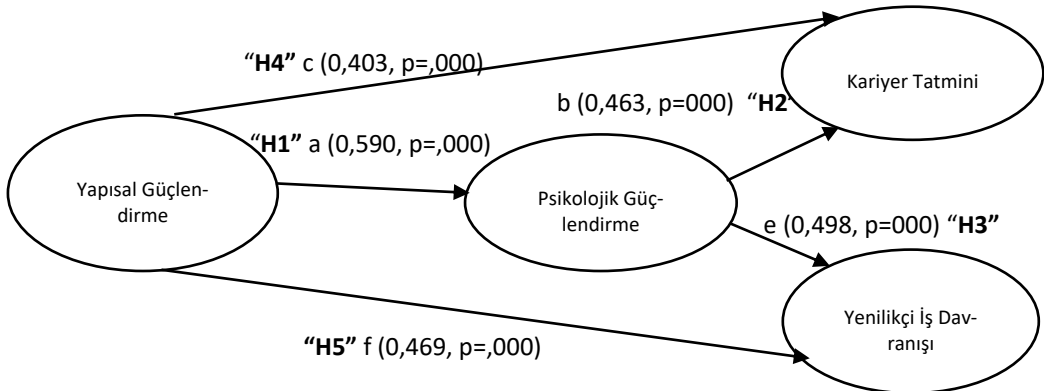 “H4” c (0,403, p=,000)
Kariyer Tatmini
b (0,463, p=000) “H2”
“H1” a (0,590, p=,000)
Yapısal Güçlen-
dirme
Psikolojik Güç-
lendirme
e (0,498, p=000) “H3”
Yenilikçi İş Dav-
ranışı
“H5” f (0,469, p=,000)